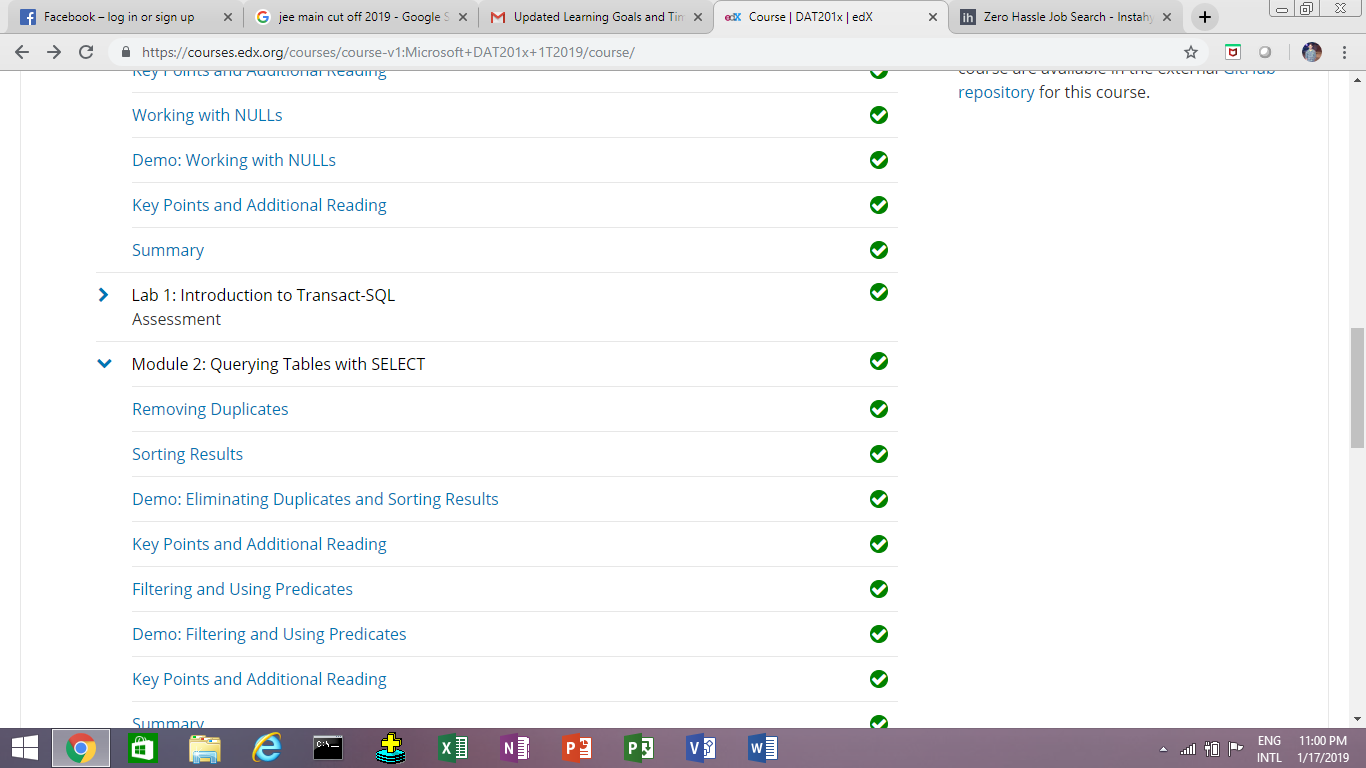 Facebook – log in or sign up
jee main cut off 2019 - Google S
Updated Learning Goals and Tim
edX Course | DAT201x | edX
ih Zero Hassle Job Search - Instahy
https://courses.edx.org/courses/course-v1:Microsoft+DAT201x+1T2019/course/
Key Points and Additional Reading
course are available in the external GitHub
repository for this course.
Working with NULLs
Demo: Working with NULLs
Key Points and Additional Reading
Summary
Lab 1: Introduction to Transact-SQL
Assessment
Module 2: Querying Tables with SELECT
Removing Duplicates
Sorting Results
Demo: Eliminating Duplicates and Sorting Results
Key Points and Additional Reading
Filtering and Using Predicates
Demo: Filtering and Using Predicates
Key Points and Additional Reading
Summary
ENG 11:00 PM
INTL 1/17/2019